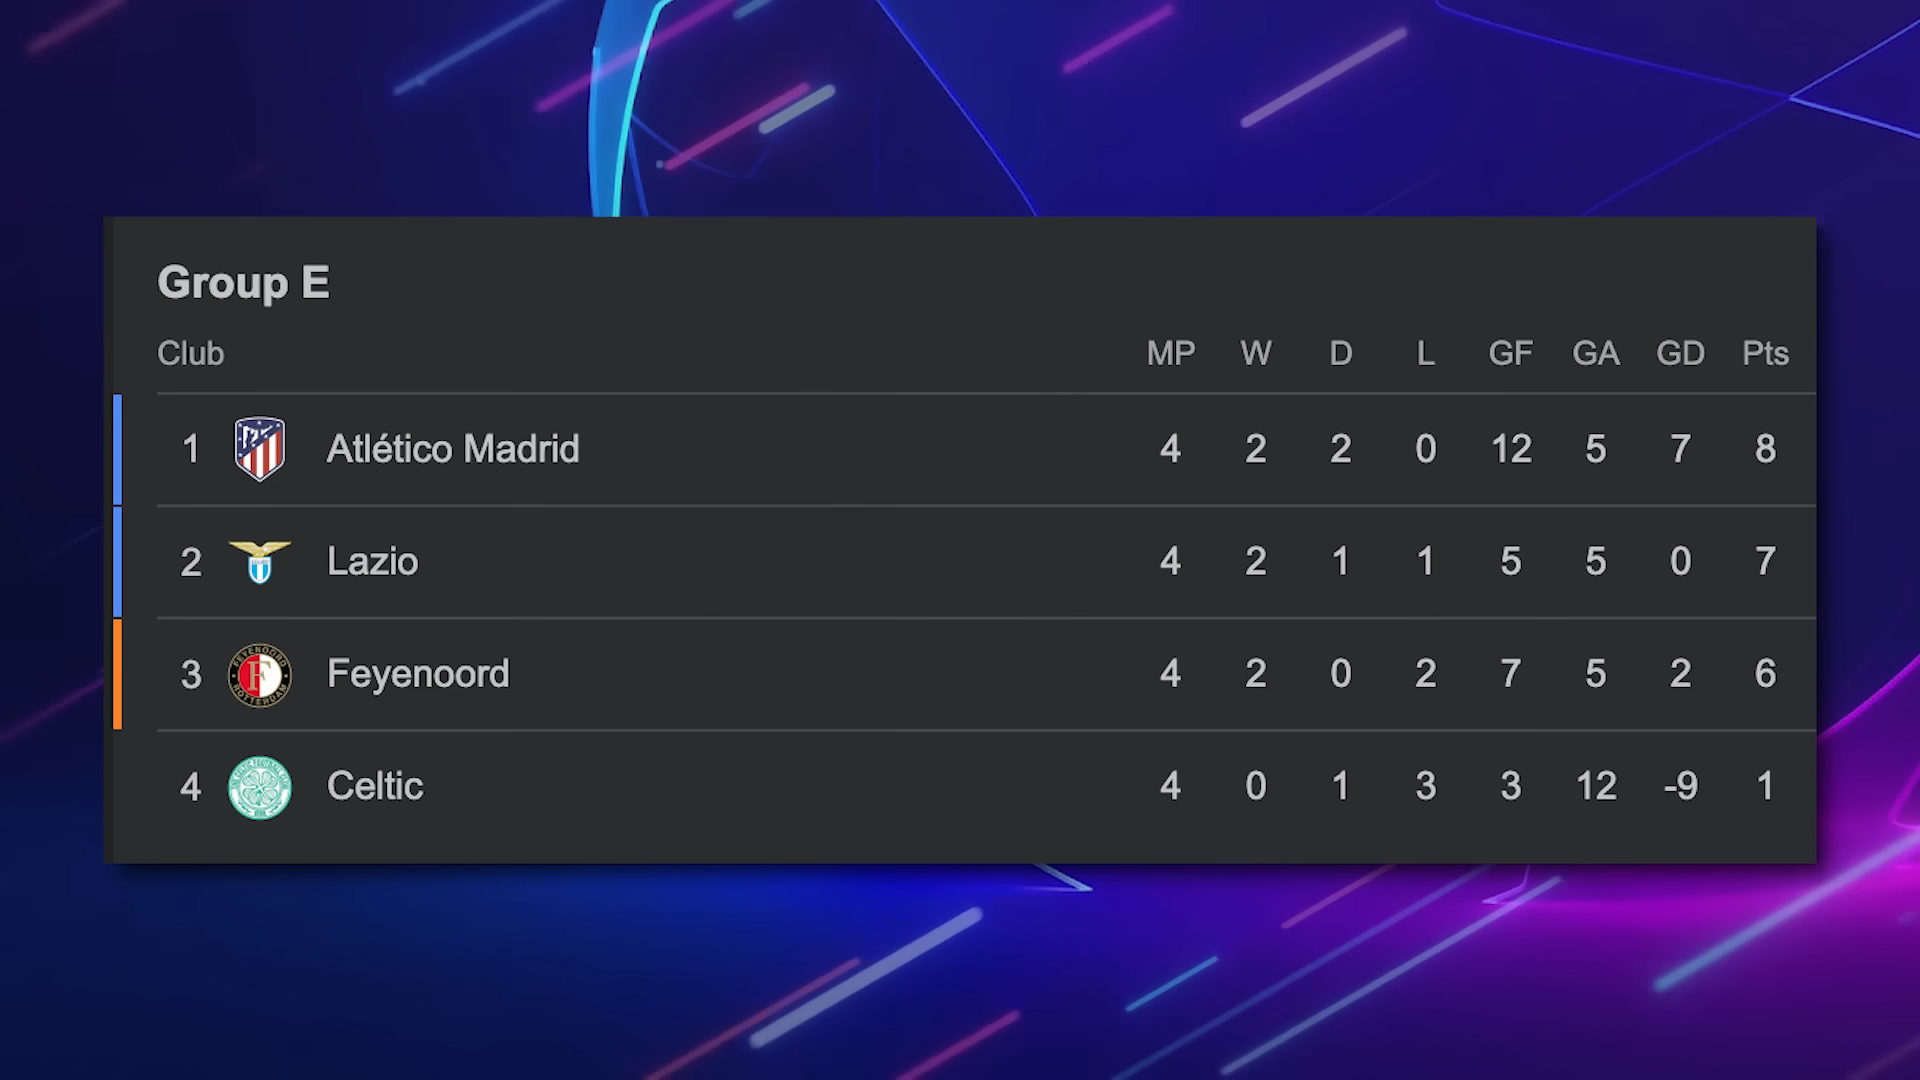 Group E
Club MP W D L GF GA GD Pts
1 Atlético Madrid 4 2 2 0 12 5 7 8
2 Lazio 4 2 1 1 5 5 0 7
3 Feyenoord 4 2 0 2 7 5 2 6
4 Celtic 4 0 1 3 3 12 -9 1